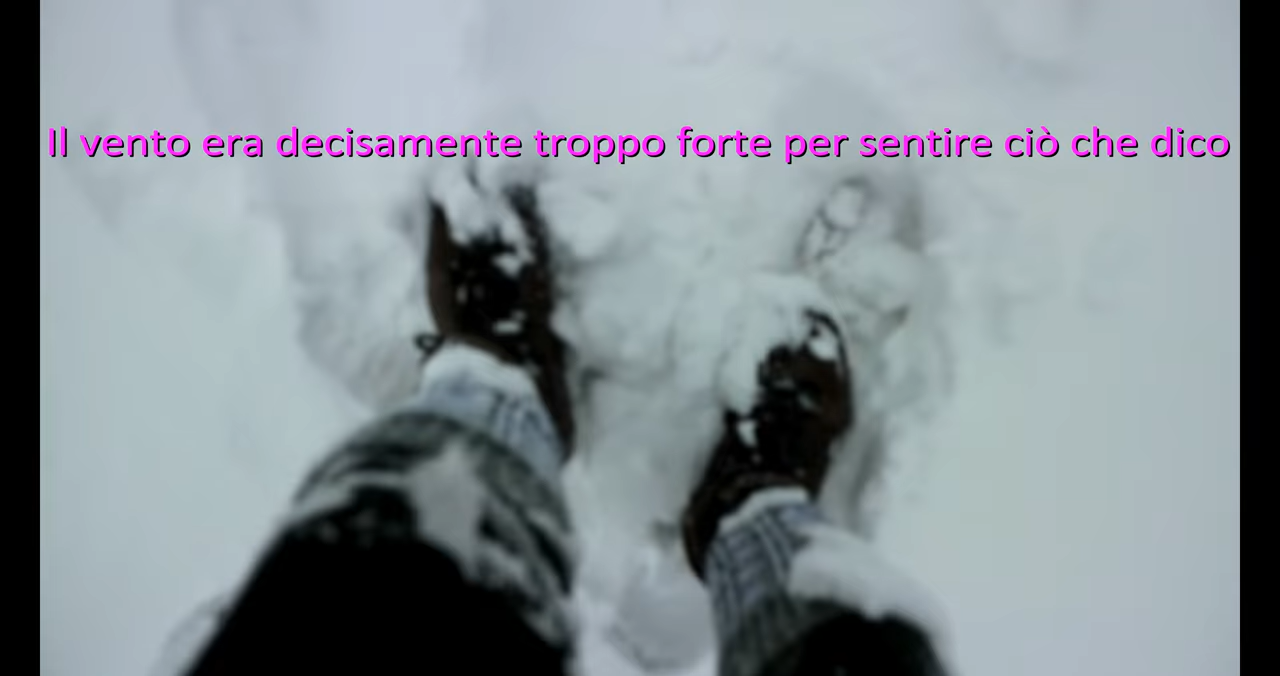 Il vento era decisamente troppo forte per sentire ciò che dico